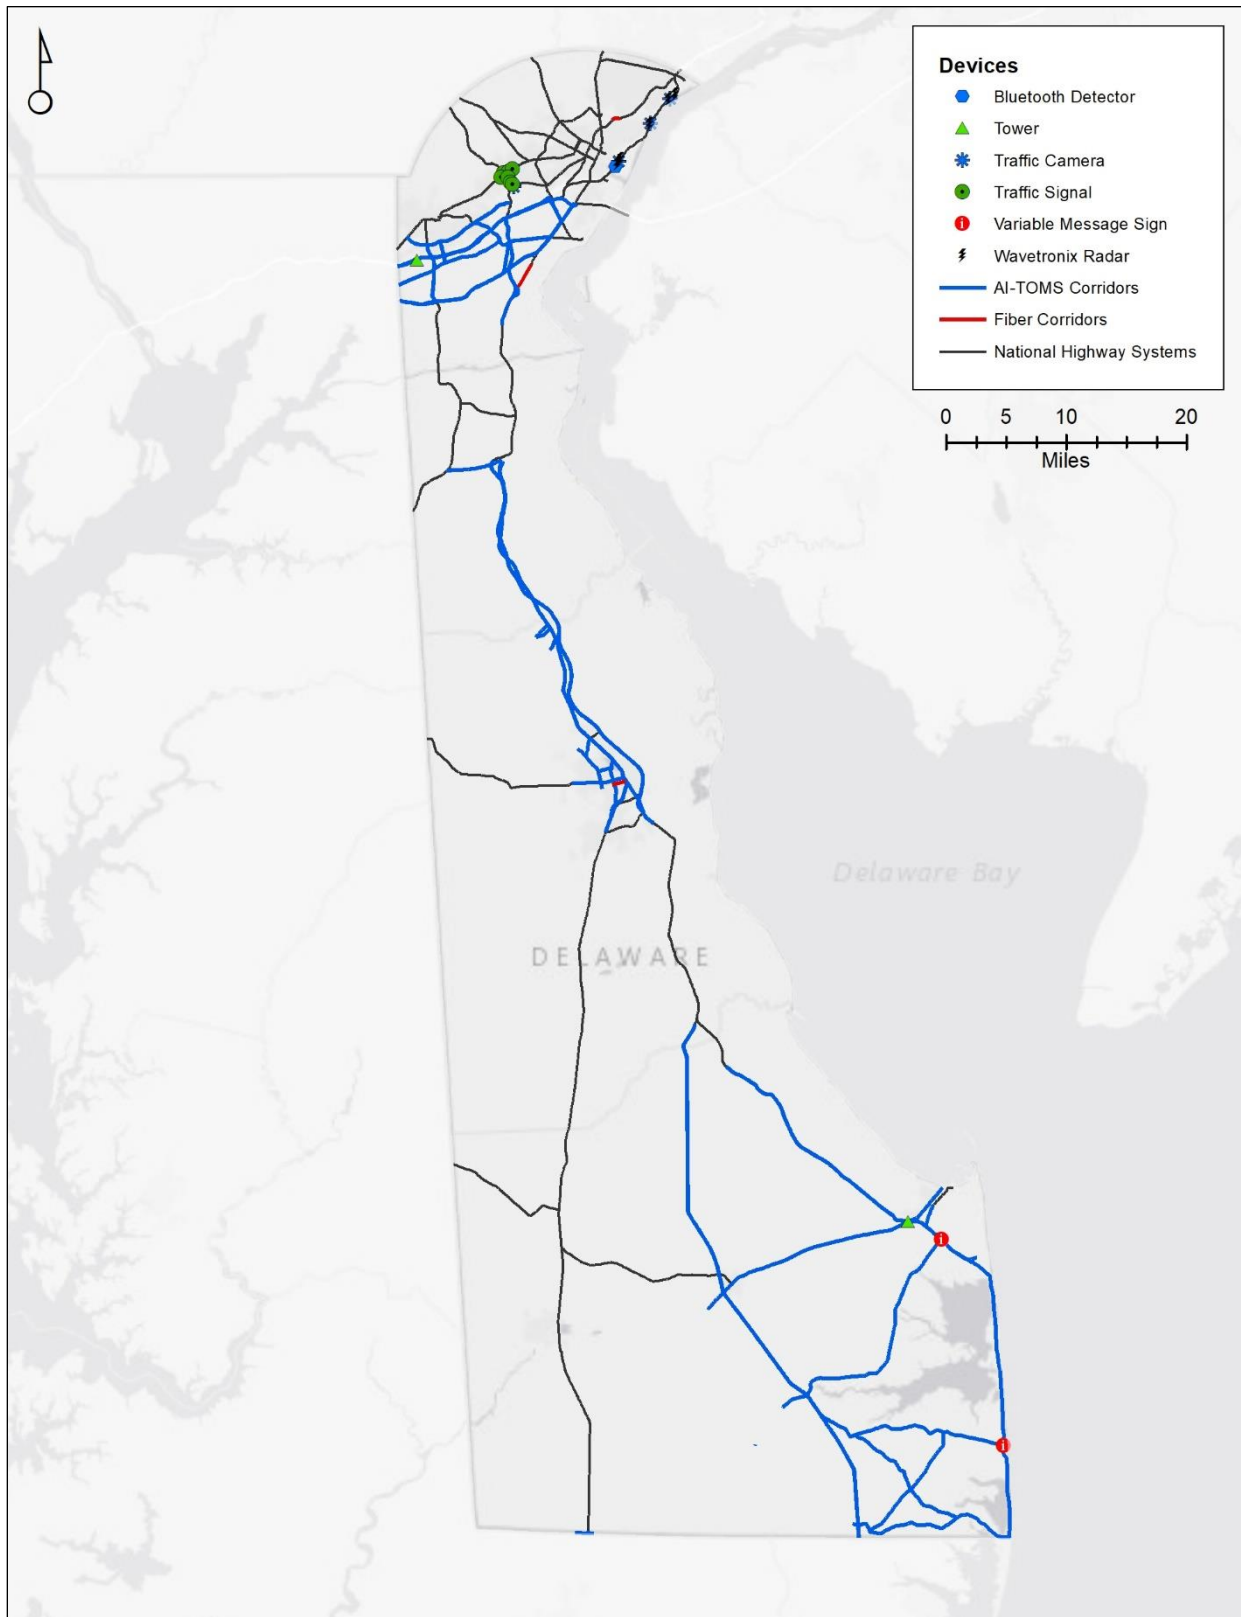 Devices
Bluetooth Detector
Tower
Traffic Camera
Traffic Signal
Variable Message Sign
Wavetronix Radar
AI-TOMS Corridors
Fiber Corridors
National Highway Systems
0 5 10 20
Miles
Delaware Bay
DELAWARE
i
i
i